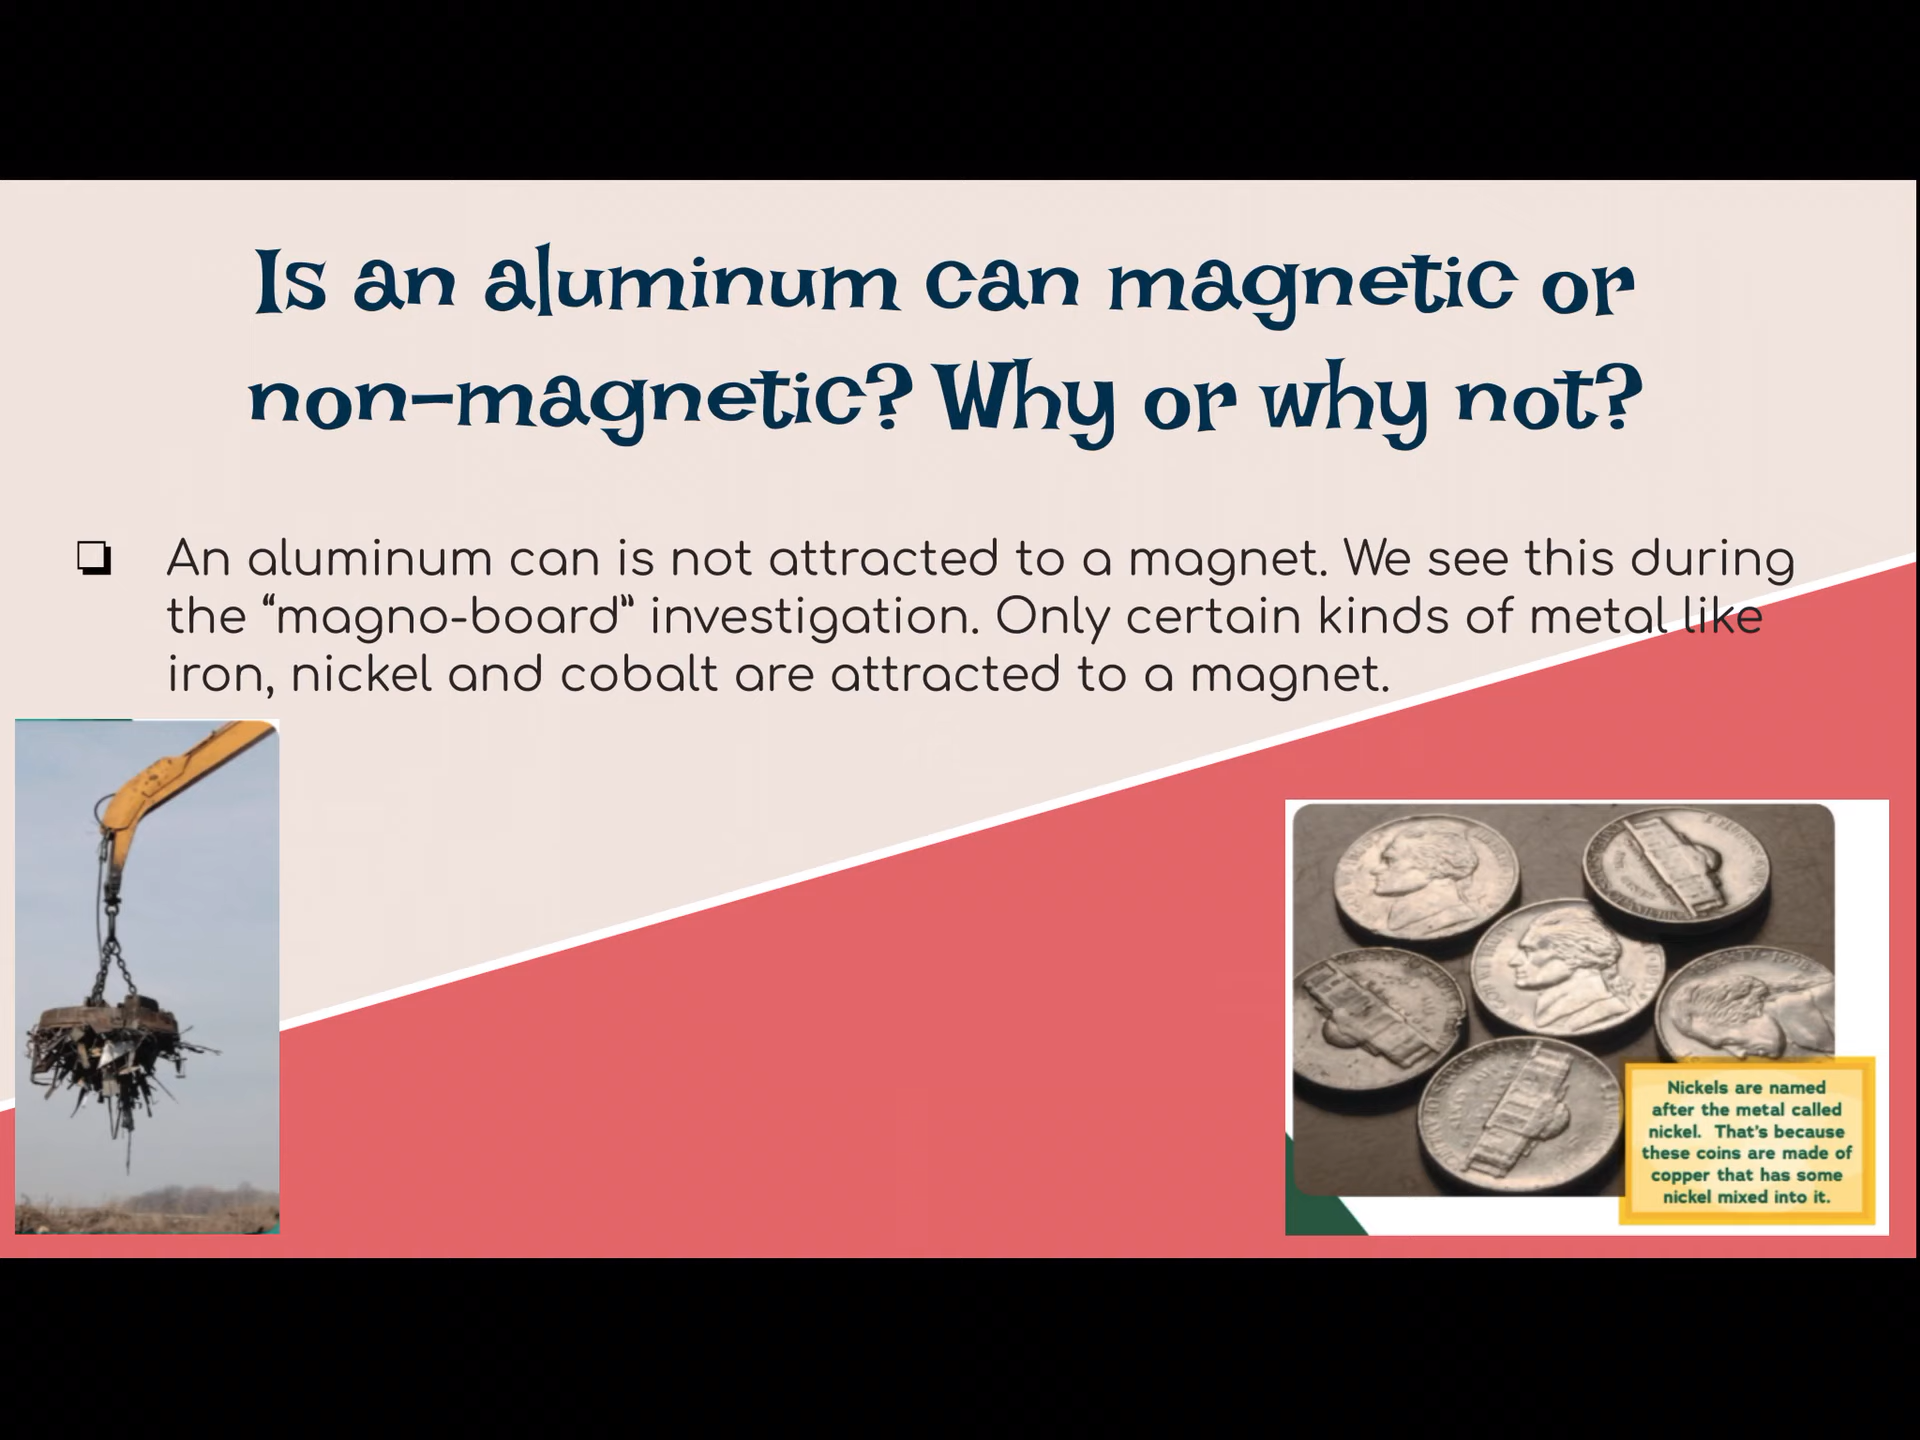 Is an aluminum can magnetic or
non-magnetic? Why or why not?
An aluminum can is not attracted to a magnet. We see this during
the “magno-board” investigation. Only certain kinds of metal like
iron, nickel and cobalt are attracted to a magnet.
Nickels are named
after the metal called
nickel. That's because
these coins are made of
copper that has some
nickel mixed into it.